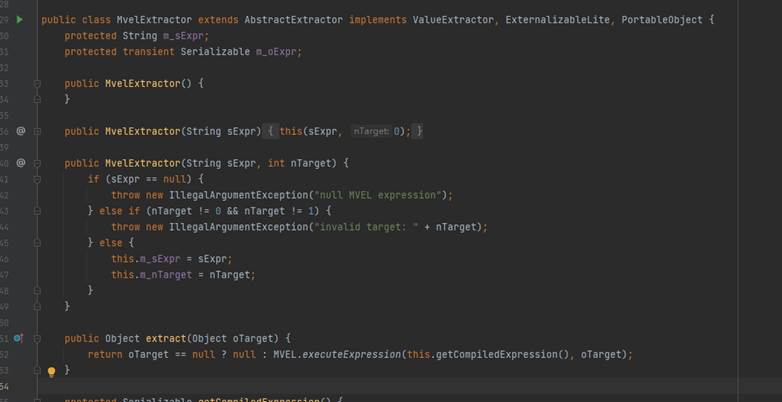 28
29 public class MvelExtractor extends AbstractExtractor implements ValueExtractor, ExternalizableLite, PortableObject {
30 protected String m_sExpr;
31 protected transient Serializable m_oExpr;
32
33 public MvelExtractor() {
34 }
35
36 @ public MvelExtractor(String sExpr) { this(sExpr, nTarget: 0); }
39
40 @ public MvelExtractor(String sExpr, int nTarget) {
41 if (sExpr == null) {
42 throw new IllegalArgumentException("null MVEL expression");
43 } else if (nTarget != 0 && nTarget != 1) {
44 throw new IllegalArgumentException("invalid target: " + nTarget);
45 } else {
46 this.m_sExpr = sExpr;
47 this.m_nTarget = nTarget;
48 }
49 }
50
51 public Object extract(Object oTarget) {
52 return oTarget == null ? null : MVEL.executeExpression(this.getCompiledExpression(), oTarget);
53 }
54
55 protected Serializable getCompiledExpression() {